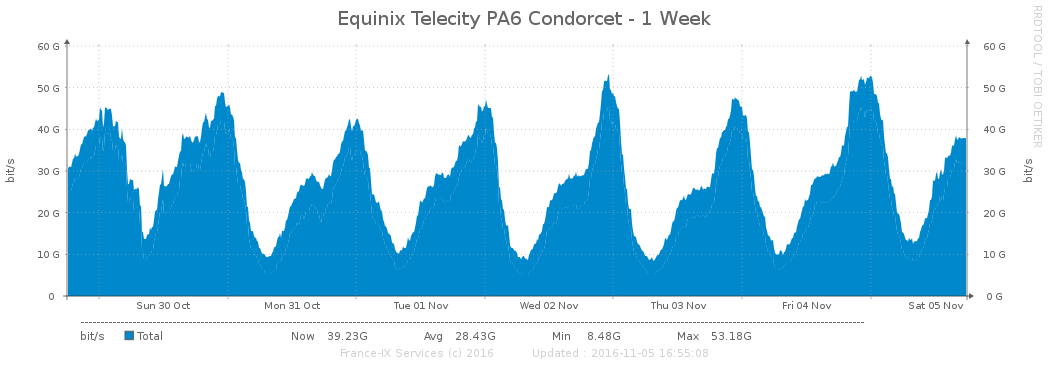 Equinix Telecity PA6 Condorcet - 1 Week
RRDTOOL / TOBI OETIKER
60 G 60 G
50 G 50 G
40 G 40 G
30 G 30 G
20 G 20 G
10 G 10 G
0 0 G
bit/s
bit/s
Sun 30 Oct Mon 31 Oct Tue 01 Nov Wed 02 Nov Thu 03 Nov Fri 04 Nov Sat 05 Nov
bit/s Total Now 39.23G Avg 28.43G Min 8.48G Max 53.18G
France-IX Services (c) 2016 Updated : 2016-11-05 16:55:08